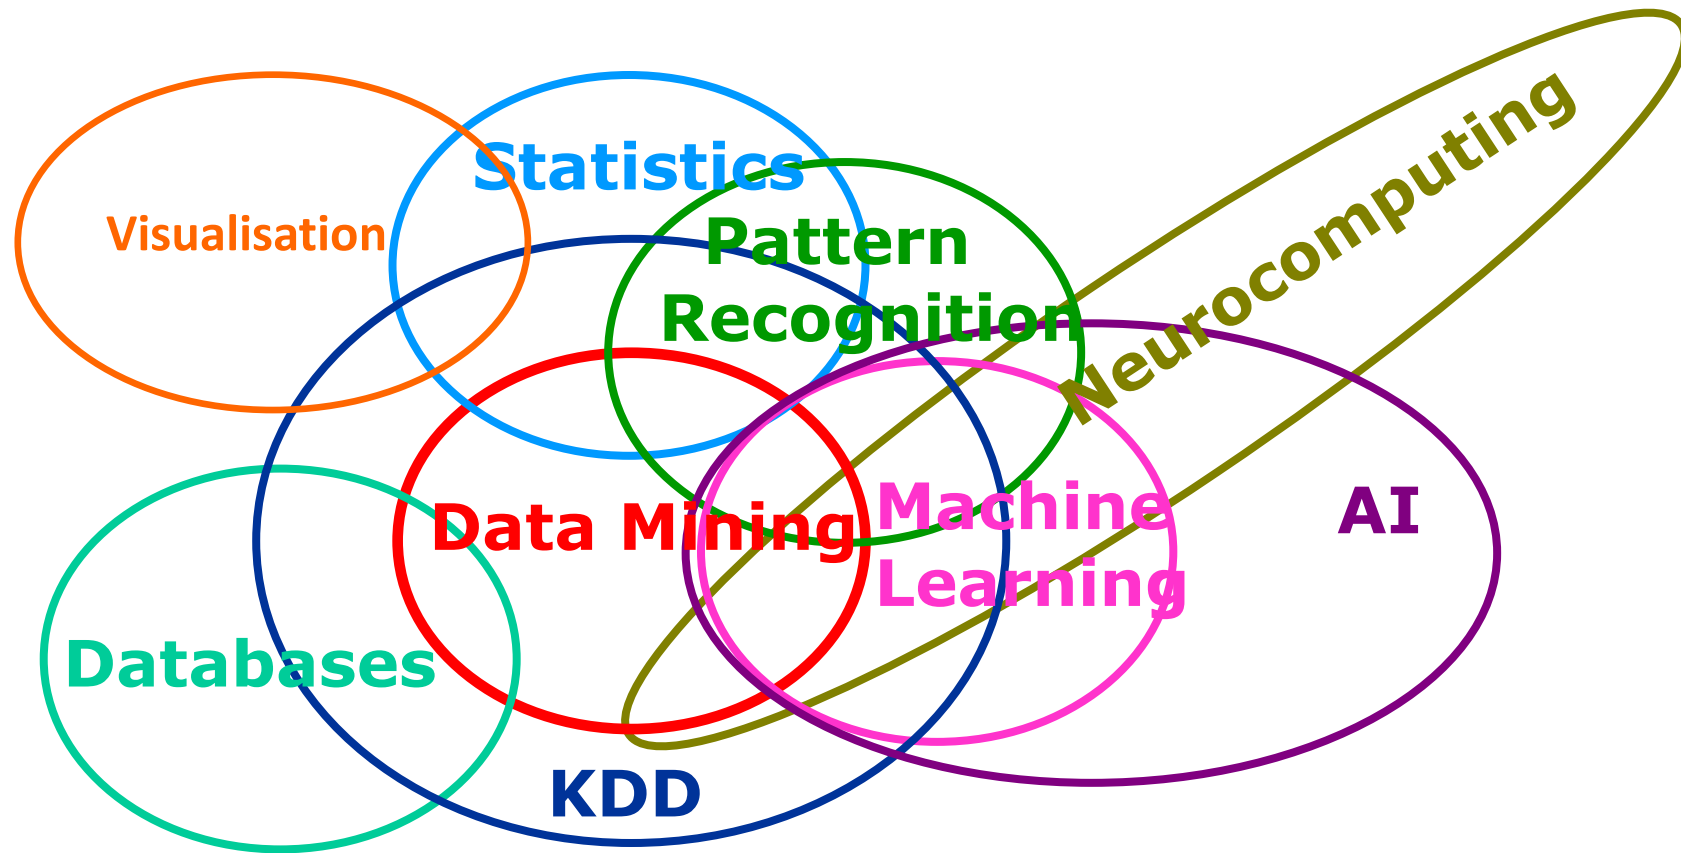 Statistics
Visualisation
Pattern
Recognition
Neurocomputing
Data Mining
Machine
Learning
AI
Databases
KDD